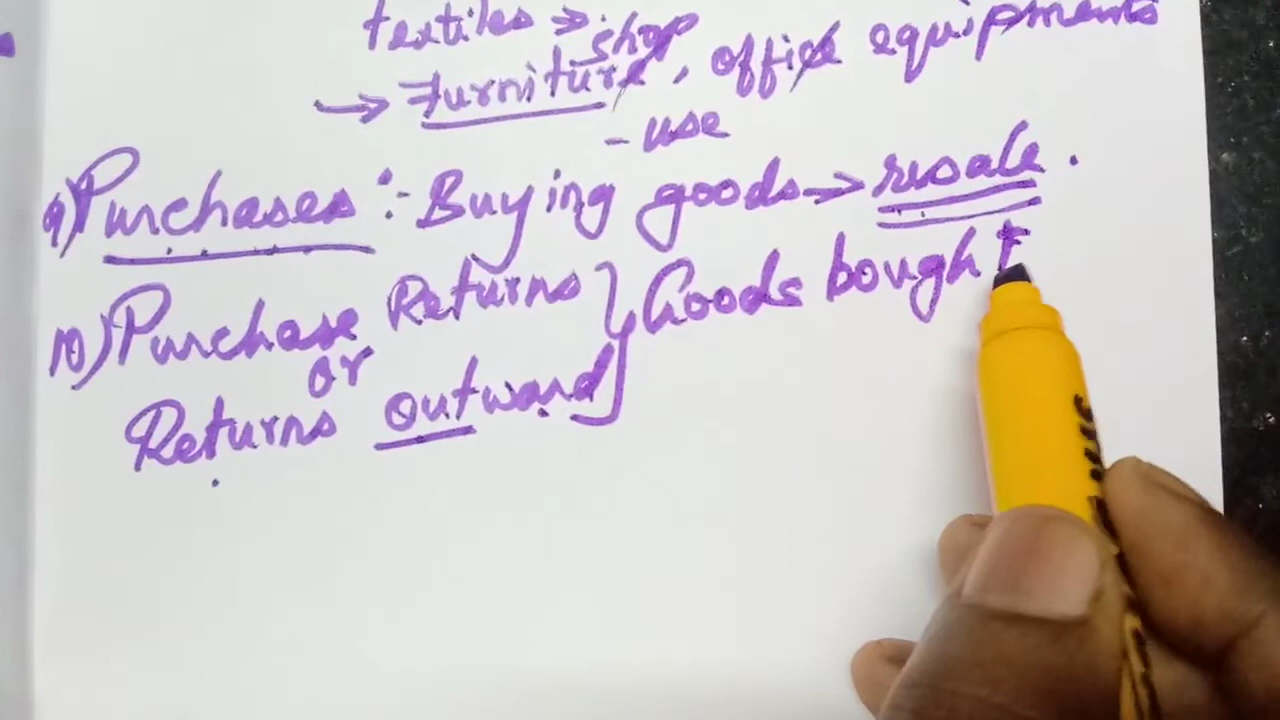 textiles → shop
→ Furniture, office equipments
- use
9) Purchases :- Buying goods → resale.
10) Purchase Returns } Goods bought
or
Returns outward